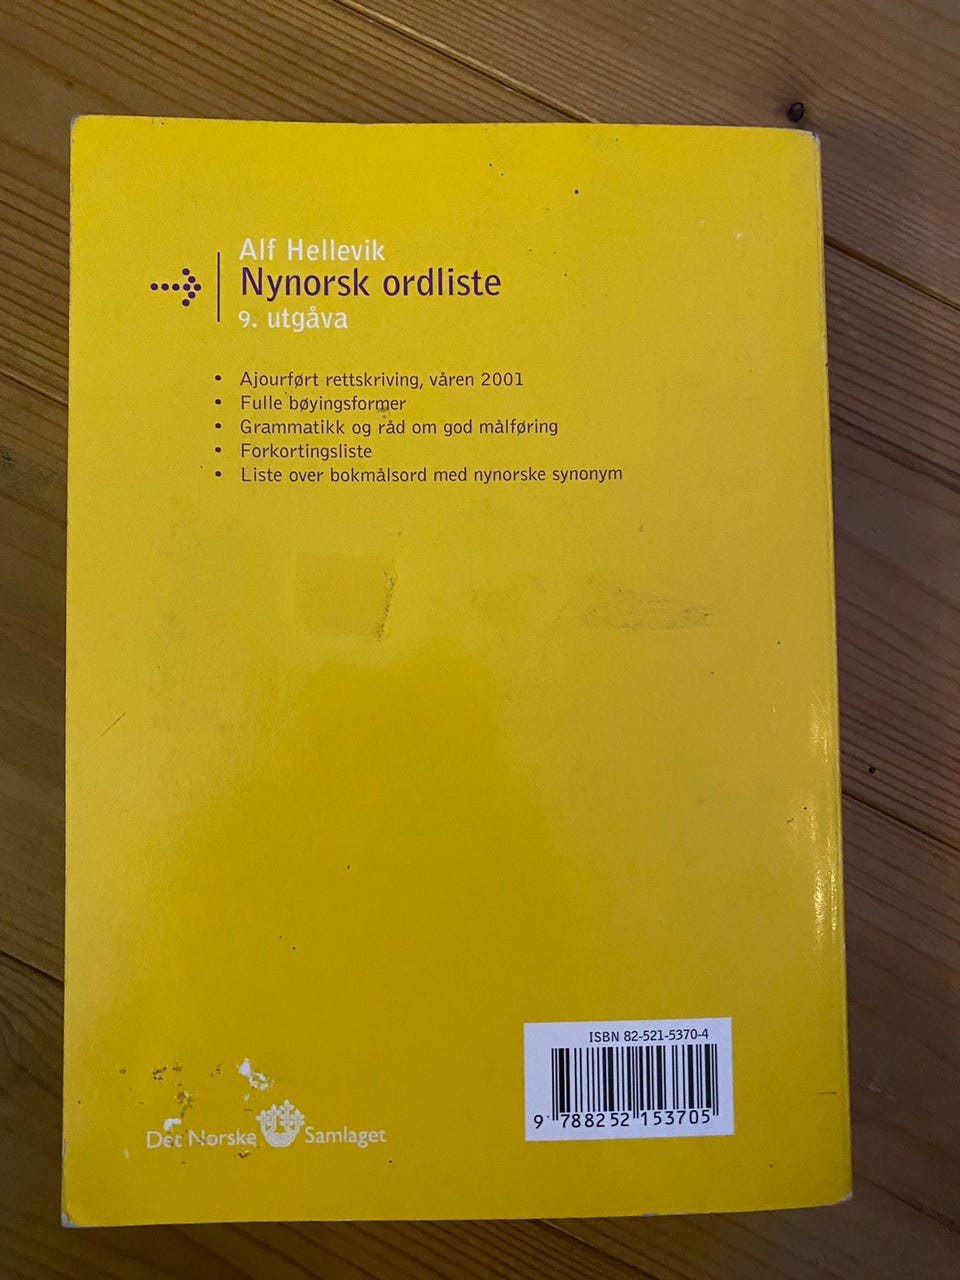 Alf Hellevik
Nynorsk ordliste
9. utgåva
• Ajourført rettskriving, våren 2001
• Fulle bøyingsformer
• Grammatikk og råd om god målføring
• Forkortingsliste
• Liste over bokmålsord med nynorske synonym
ISBN 82-521-5370-4
9 788252 153705
Det Norske Samlaget